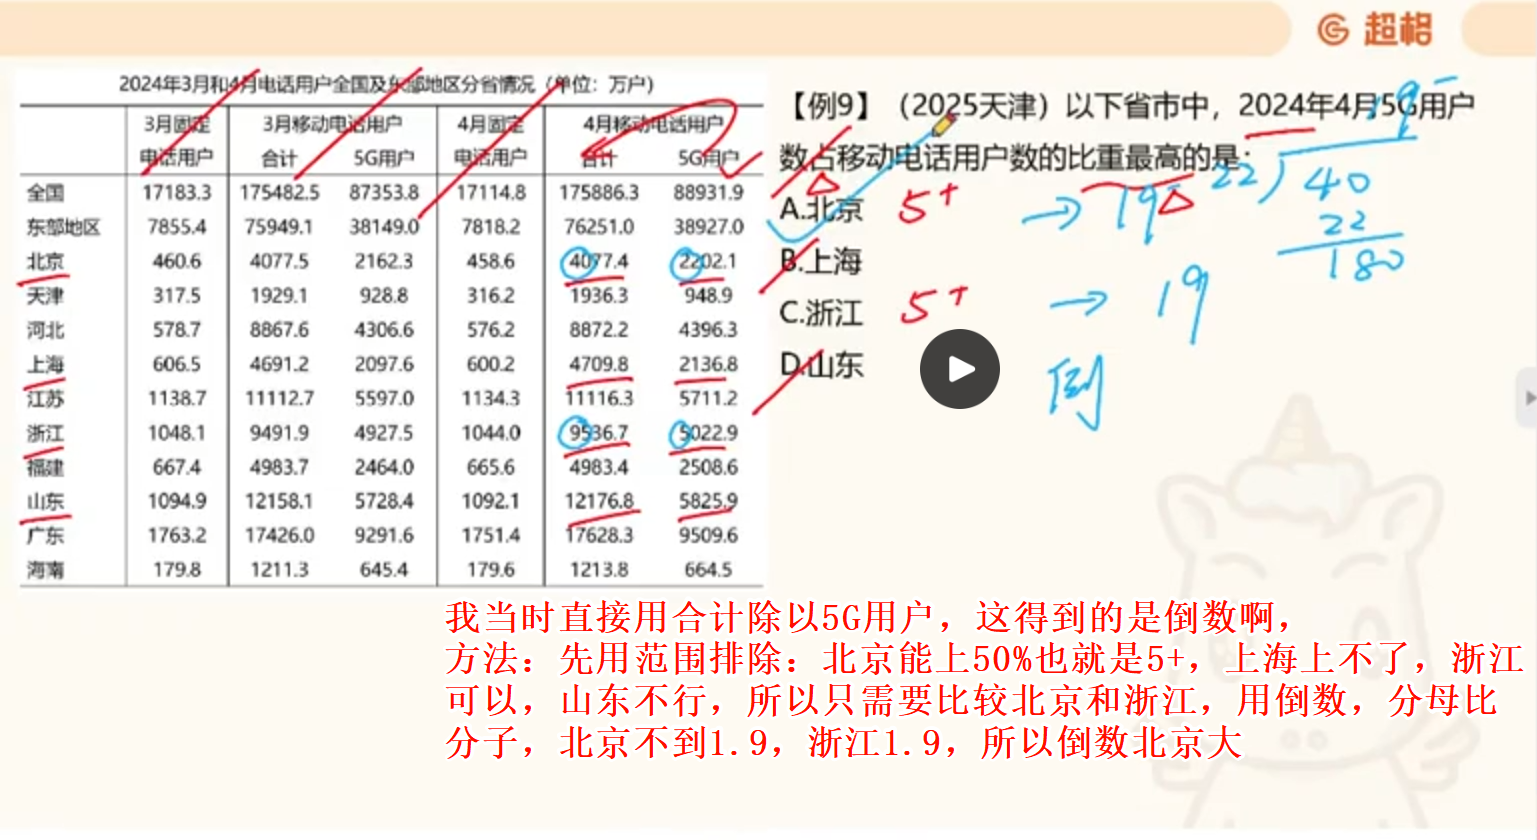 超格
2024年3月和4月电话用户全国及东部地区分省情况（单位：万户）
3月固定 3月移动电话用户 4月固定 4月移动电话用户
电话用户 合计 5G用户 电话用户 合计 5G用户
全国 17183.3 175482.5 87353.8 17114.8 175886.3 88931.9
东部地区 7855.4 75949.1 38149.0 7818.2 76251.0 38927.0
北京 460.6 4077.5 2162.3 458.6 4077.4 2202.1
天津 317.5 1929.1 928.8 316.2 1936.3 948.9
河北 578.7 8867.6 4306.6 576.2 8872.2 4396.3
上海 606.5 4691.2 2097.6 600.2 4709.8 2136.8
江苏 1138.7 11112.7 5597.0 1134.3 11116.3 5711.2
浙江 1048.1 9491.9 4927.5 1044.0 9536.7 5022.9
福建 667.4 4983.7 2464.0 665.6 4983.4 2508.6
山东 1094.9 12158.1 5728.4 1092.1 12176.8 5825.9
广东 1763.2 17426.0 9291.6 1751.4 17628.3 9509.6
海南 179.8 1211.3 645.4 179.6 1213.8 664.5
【例9】（2025天津）以下省市中，2024年4月5G用户
数占移动电话用户数的比重最高的是：
A.北京 5+ → 19-
B.上海
C.浙江 5+ → 19
D.山东
倒
19-
22 40
22
180
我当时直接用合计除以5G用户，这得到的是倒数啊，
方法：先用范围排除：北京能上50%也就是5+，上海上不了，浙江
可以，山东不行，所以只需要比较北京和浙江，用倒数，分母比
分子，北京不到1.9，浙江1.9，所以倒数北京大